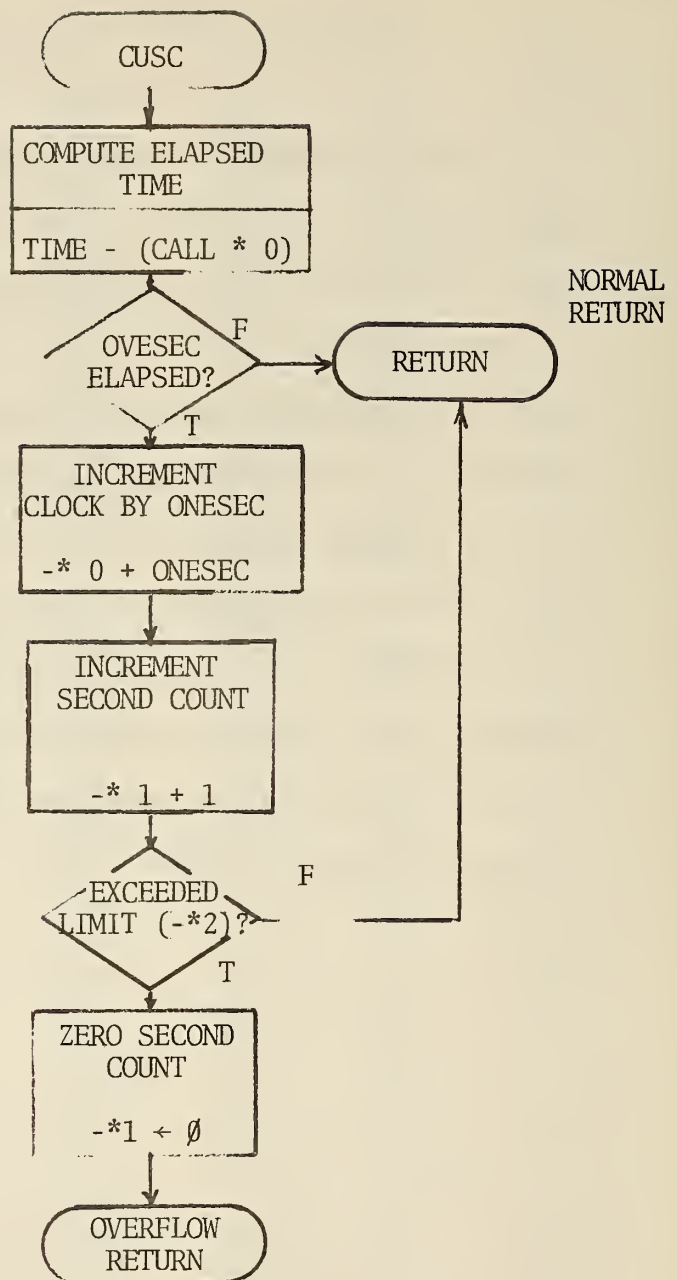 CUSC
COMPUTE ELAPSED
TIME
TIME - (CALL * 0)
OVESEC
ELAPSED?
F
T
NORMAL
RETURN
RETURN
INCREMENT
CLOCK BY ONESEC
-* 0 + ONESEC
INCREMENT
SECOND COUNT
-* 1 + 1
EXCEEDED
LIMIT (-*2)?
F
T
ZERO SECOND
COUNT
-*1 ← Ø
OVERFLOW
RETURN